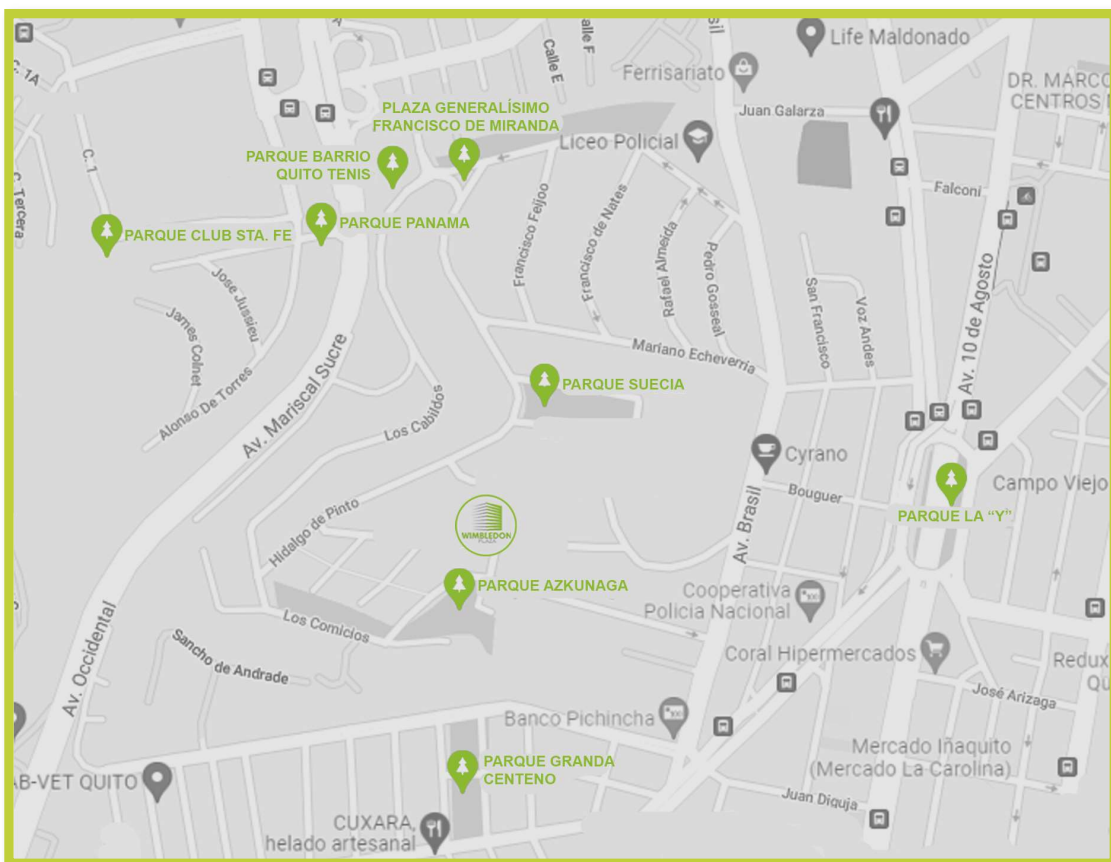 Life Maldonado
Ferrisariato
Calle E
DR. MARCO
CENTROS
C. 1A
Juan Galarza
PLAZA GENERALÍSIMO
FRANCISCO DE MIRANDA
Liceo Policial
PARQUE BARRIO
QUITO TENIS
C. 1
C. Tercera
Falconi
PARQUE PANAMA
PARQUE CLUB STA. FE
Francisco Feijoo
Francisco de Nates
Rafael Almeida
Pedro Gosseal
San Francisco
Voz Andes
Av. 10 de Agosto
Jose Jussieu
James Colnet
Alonso De Torres
Av. Mariscal Sucre
Mariano Echeverria
PARQUE SUECIA
Los Cabildos
Cyrano
Bouguer
Campo Viejo
PARQUE LA “Y”
Av. Brasil
Hidalgo de Pinto
WIMBLEDON
PLAZA
PARQUE AZKUNAGA
Cooperativa
Policia Nacional
Los Comicios
Sancho de Andrade
Av. Occidental
Coral Hipermercados
Redux
José Arizaga
Banco Pichincha
Mercado Iñaquito
(Mercado La Carolina)
PARQUE GRANDA
CENTENO
AB-VET QUITO
Juan Diguja
CUXARA,
helado artesanal